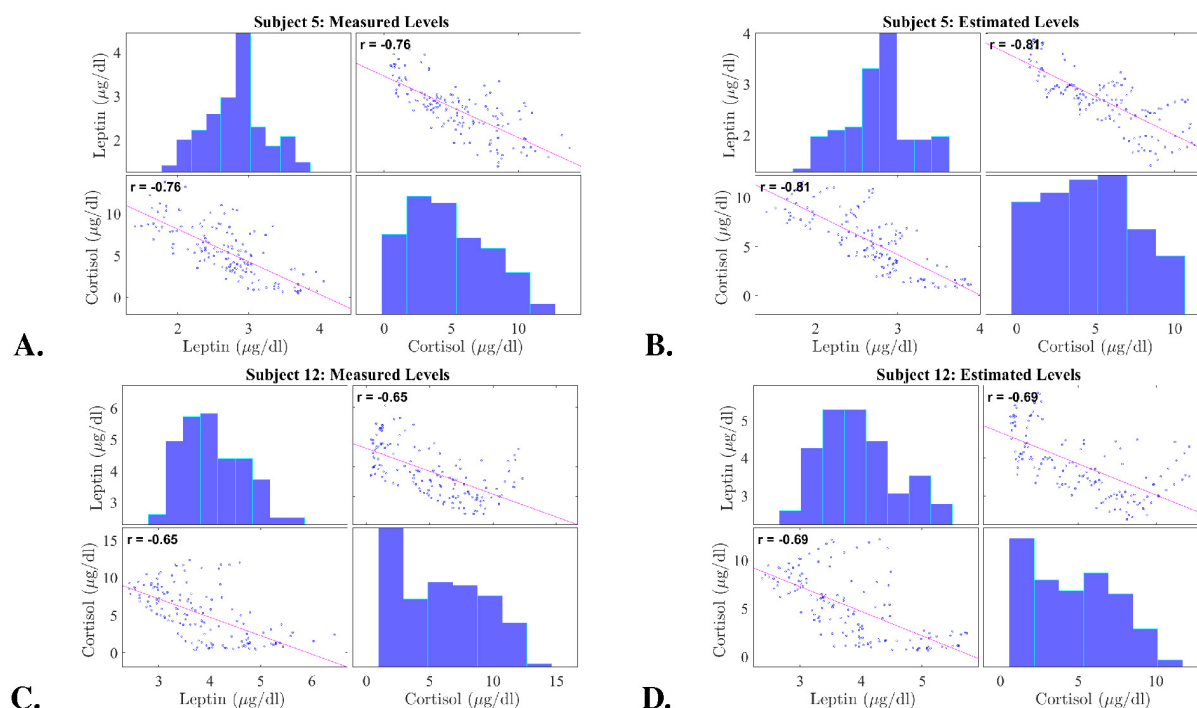 Subject 5: Measured Levels
Leptin (μg/dl)
4
3
2
r = -0.76
Cortisol (μg/dl)
10
5
0
r = -0.76
2 3 4
Leptin (μg/dl)
0 5 10
Cortisol (μg/dl)
A.
Subject 5: Estimated Levels
Leptin (μg/dl)
4
3
2
r = -0.81
Cortisol (μg/dl)
10
5
0
r = -0.81
2 3 4
Leptin (μg/dl)
0 5 10
Cortisol (μg/dl)
B.
Subject 12: Measured Levels
Leptin (μg/dl)
6
5
4
3
r = -0.65
Cortisol (μg/dl)
15
10
5
0
r = -0.65
3 4 5 6
Leptin (μg/dl)
0 5 10 15
Cortisol (μg/dl)
C.
Subject 12: Estimated Levels
Leptin (μg/dl)
5
4
3
r = -0.69
Cortisol (μg/dl)
10
5
0
r = -0.69
3 4 5
Leptin (μg/dl)
0 5 10
Cortisol (μg/dl)
D.